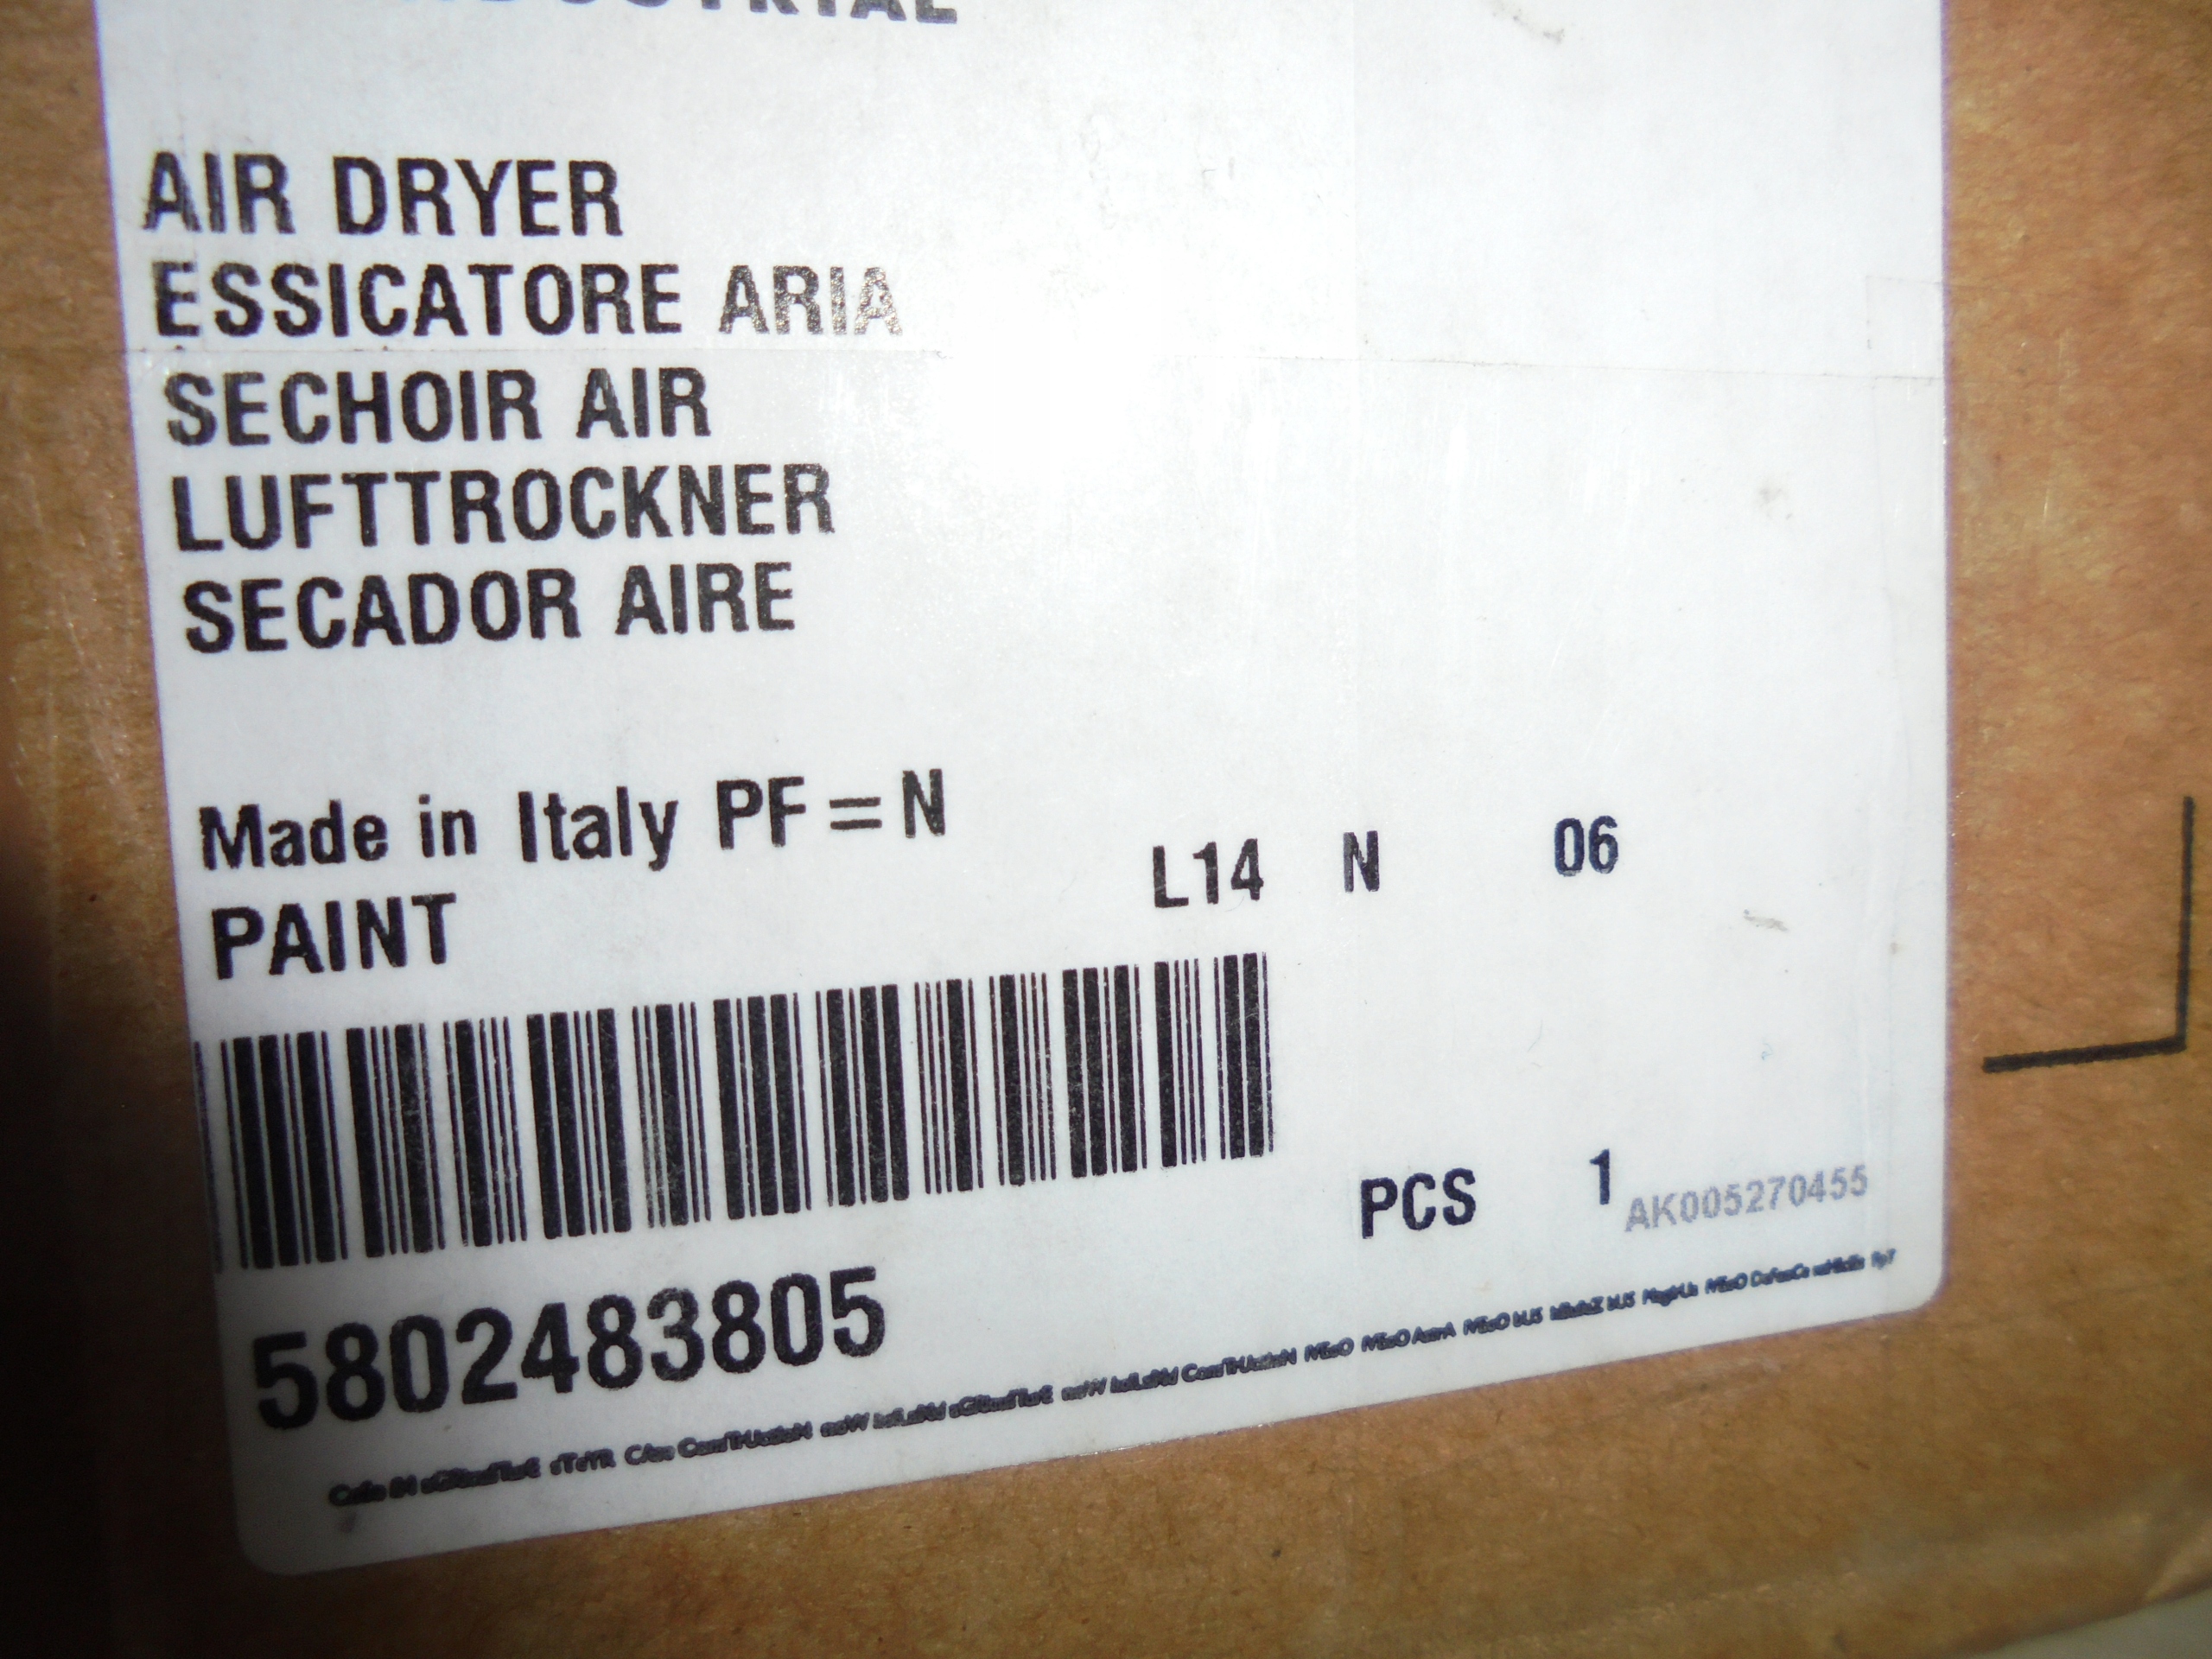 INDUSTRIAL
AIR DRYER
ESSICATORE ARIA
SECHOIR AIR
LUFTTROCKNER
SECADOR AIRE
Made in Italy PF = N
L14 N 06
PAINT
PCS 1 AK005270455
5802483805